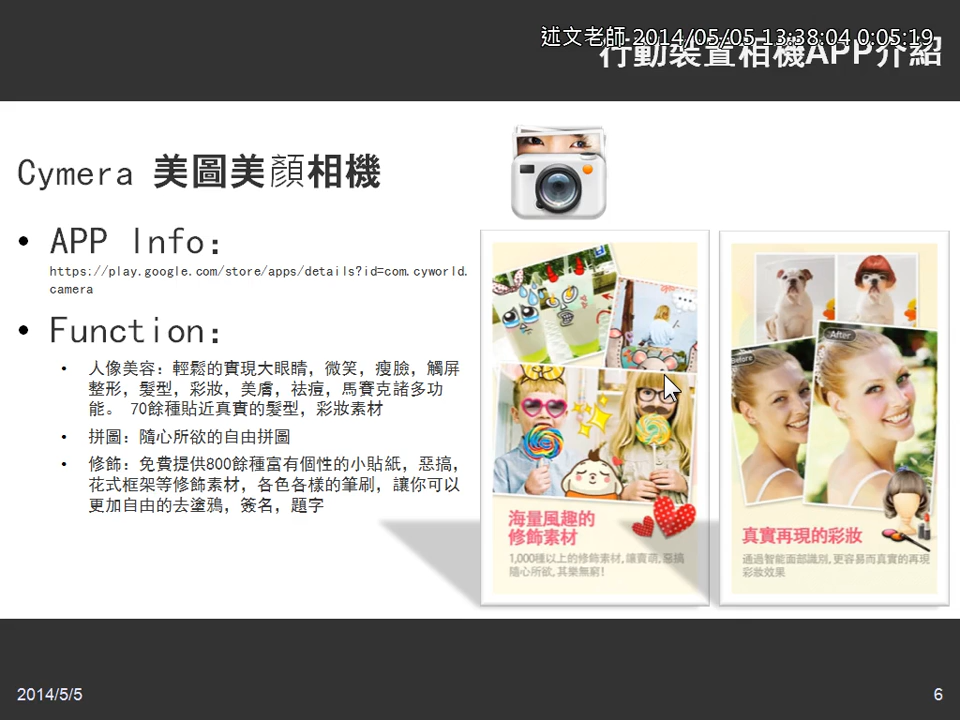 述文老師 2014/05/05 13:38:04 0:05:19
行動裝置相機APP介紹
Cymera 美圖美顏相機
• APP Info:
https://play.google.com/store/apps/details?id=com.cyworld.
camera
• Function:
• 人像美容：輕鬆的實現大眼睛，微笑，瘦臉，觸屏
整形，髮型，彩妝，美膚，祛痘，馬賽克諸多功
能。 70餘種貼近真實的髮型，彩妝素材
• 拼圖：隨心所欲的自由拼圖
• 修飾：免費提供800餘種富有個性的小貼紙，惡搞，
花式框架等修飾素材，各色各樣的筆刷，讓你可以
更加自由的去塗鴉，簽名，題字
海量風趣的
修飾素材
1,000種以上的修飾素材,讓賣萌,惡搞
隨心所欲,其樂無窮!
Before
After
真實再現的彩妝
通過智能面部識別,更容易而真實的再現
彩妝效果
2014/5/5
6